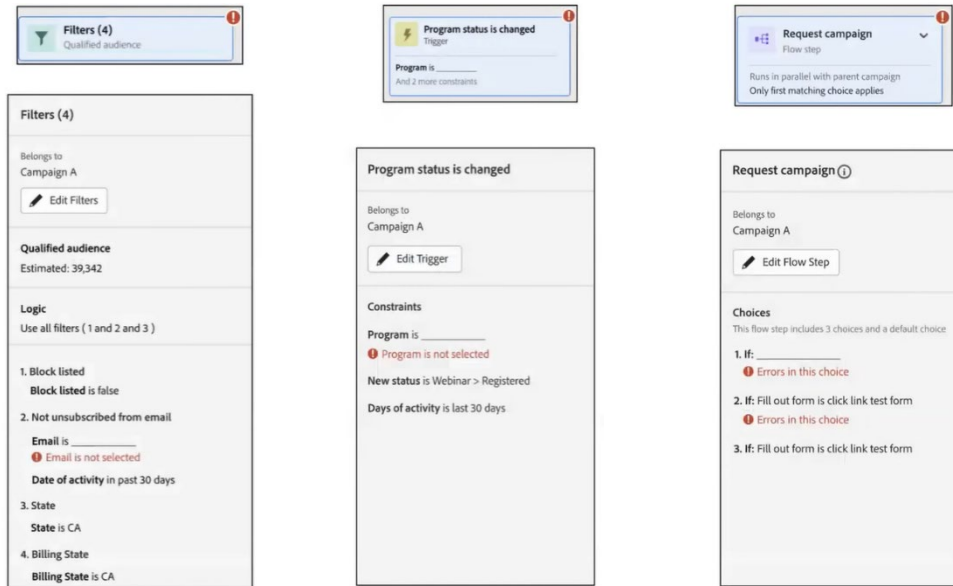 Filters (4)
Qualified audience
Program status is changed
Trigger
Program is __________
And 2 more constraints
Request campaign
Flow step
Runs in parallel with parent campaign
Only first matching choice applies
Filters (4)
Belongs to
Campaign A
Edit Filters
Qualified audience
Estimated: 39,342
Logic
Use all filters ( 1 and 2 and 3 )
1. Block listed
Block listed is false
2. Not unsubscribed from email
Email is __________
Email is not selected
Date of activity in past 30 days
3. State
State is CA
4. Billing State
Billing State is CA
Program status is changed
Belongs to
Campaign A
Edit Trigger
Constraints
Program is __________
Program is not selected
New status is Webinar > Registered
Days of activity is last 30 days
Request campaign
Belongs to
Campaign A
Edit Flow Step
Choices
This flow step includes 3 choices and a default choice
1. If: __________
Errors in this choice
2. If: Fill out form is click link test form
Errors in this choice
3. If: Fill out form is click link test form